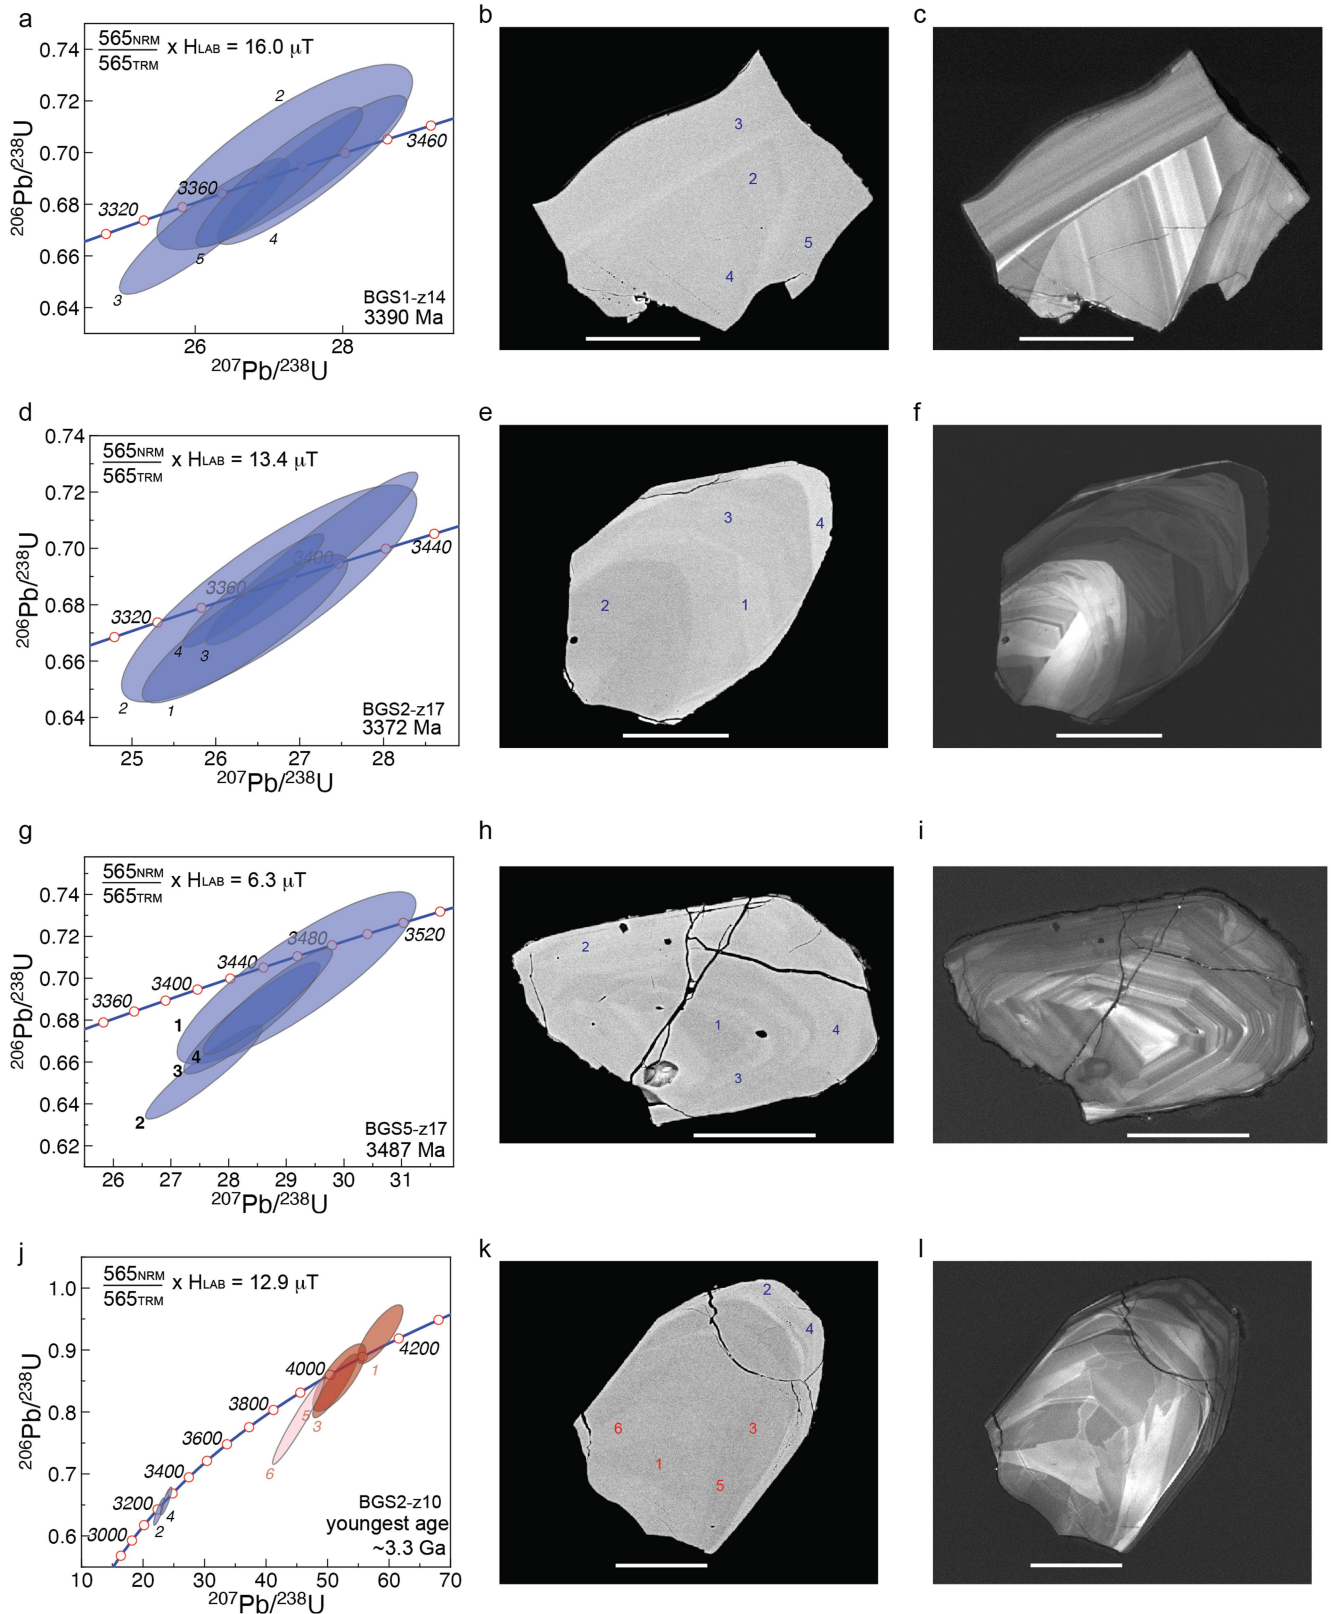 a
565NRM
565TRM
x HLAB = 16.0 μT
0.74
0.72
0.70
0.68
0.66
0.64
206Pb/238U
2
3460
3360
3320
4
5
3
BGS1-z14
3390 Ma
26
28
207Pb/238U
b
3
2
5
4
c
d
565NRM
565TRM
x HLAB = 13.4 μT
0.74
0.72
0.70
0.68
0.66
0.64
206Pb/238U
3400
3440
3360
3320
4
3
2
1
BGS2-z17
3372 Ma
25
26
27
28
207Pb/238U
e
3
4
2
1
f
g
565NRM
565TRM
x HLAB = 6.3 μT
0.74
0.72
0.70
0.68
0.66
0.64
0.62
206Pb/238U
3520
3480
3440
3400
3360
1
4
3
2
BGS5-z17
3487 Ma
26
27
28
29
30
31
207Pb/238U
h
2
1
4
3
i
j
565NRM
565TRM
x HLAB = 12.9 μT
1.0
0.9
0.8
0.7
0.6
206Pb/238U
4200
4000
3800
3600
3400
3200
3000
1
5
3
6
4
2
BGS2-z10
youngest age
~3.3 Ga
10
20
30
40
50
60
70
207Pb/238U
k
2
4
6
3
1
5
l